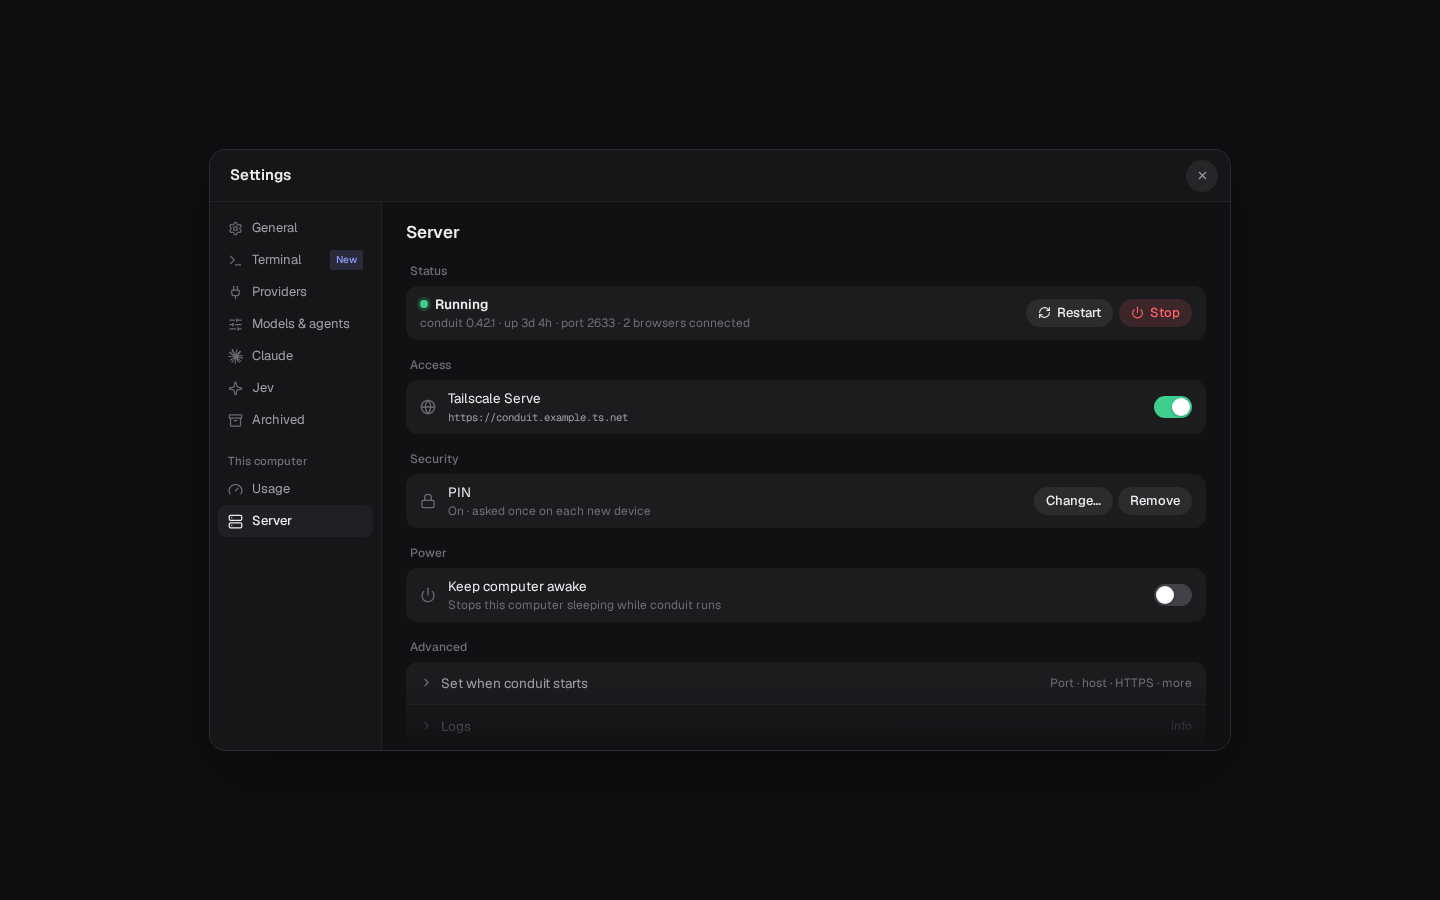 Settings
General
Terminal New
Providers
Models & agents
Claude
Jev
Archived
This computer
Usage
Server
Server
Status
Running
conduit 0.42.1 · up 3d 4h · port 2633 · 2 browsers connected
Restart
Stop
Access
Tailscale Serve
https://conduit.example.ts.net
Security
PIN
On · asked once on each new device
Change...
Remove
Power
Keep computer awake
Stops this computer sleeping while conduit runs
Advanced
Set when conduit starts
Port · host · HTTPS · more
Logs
info